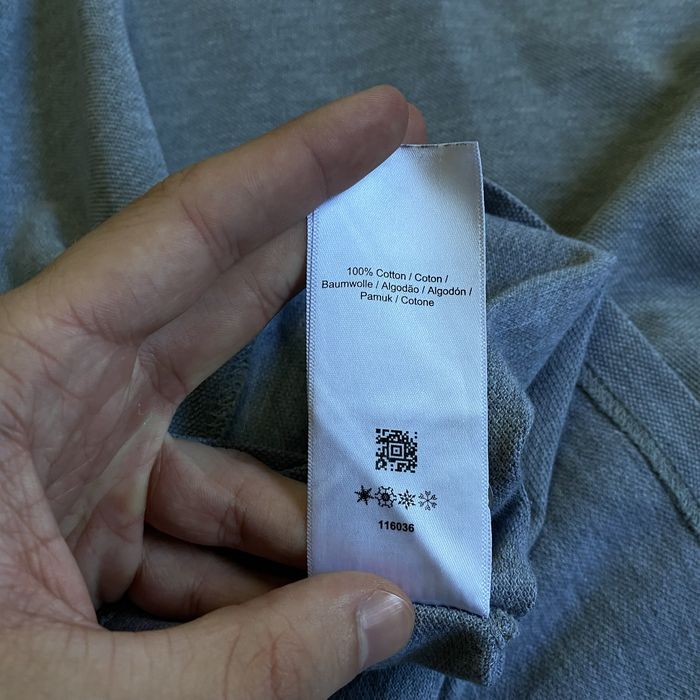 100% Cotton / Coton /
Baumwolle / Algodão / Algodón /
Pamuk / Cotone
116036